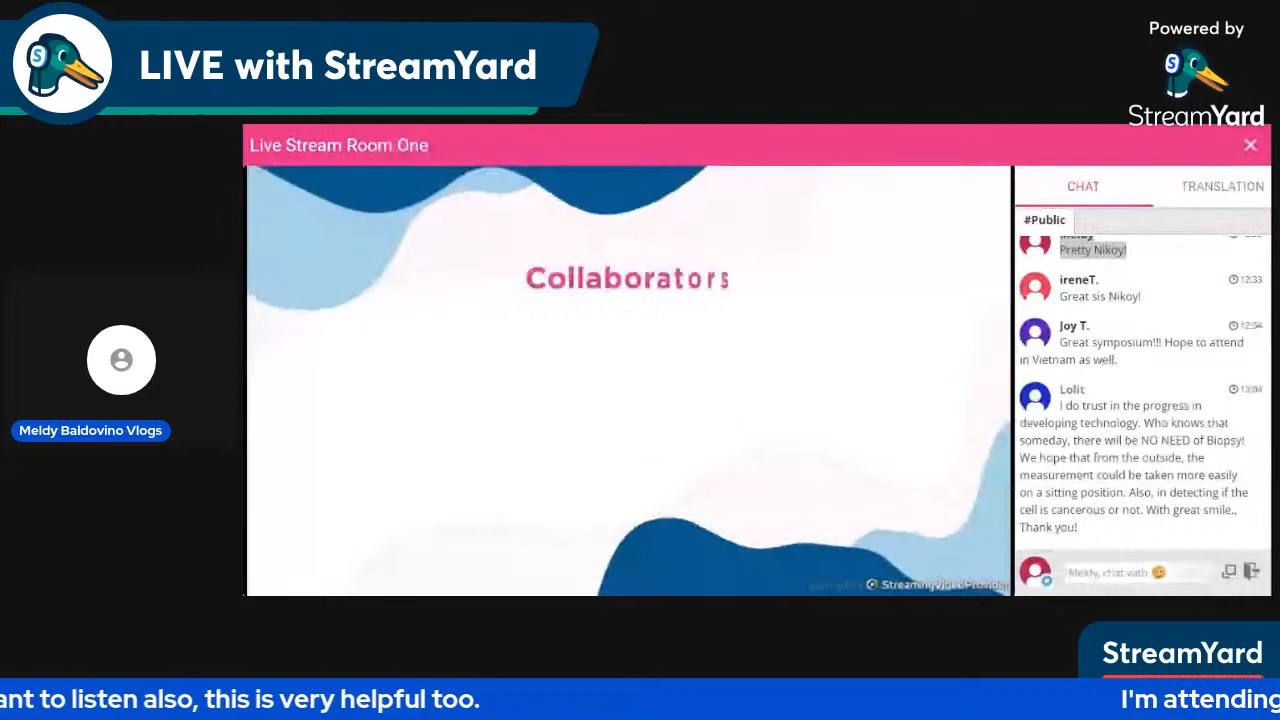 LIVE with StreamYard
Powered by
StreamYard
Live Stream Room One
CHAT
TRANSLATION
#Public
Collaborators
Meldy
Pretty Nikoy!
ireneT.
12:33
Great sis Nikoy!
Joy T.
12:54
Great symposium!!! Hope to attend
in Vietnam as well.
Lolit
13:04
I do trust in the progress in
developing technology. Who knows that
someday, there will be NO NEED of Biopsy!
We hope that from the outside, the
measurement could be taken more easily
on a sitting position. Also, in detecting if the
cell is cancerous or not. With great smile..
Thank you!
Meldy, chat with
StreamingVideoProvider
Meldy Baldovino Vlogs
StreamYard
ant to listen also, this is very helpful too.
I'm attending